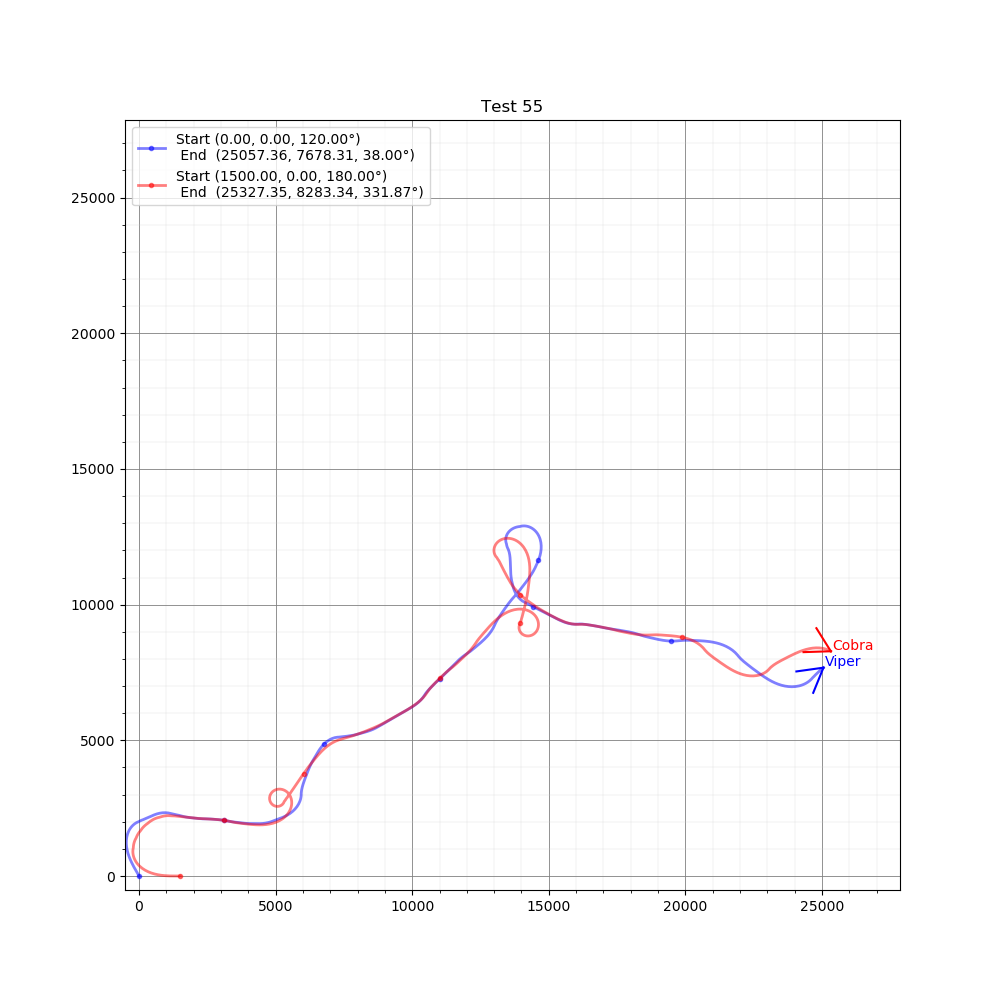 Test 55
Start (0.00, 0.00, 120.00°)
End (25057.36, 7678.31, 38.00°)
Start (1500.00, 0.00, 180.00°)
End (25327.35, 8283.34, 331.87°)
25000
20000
15000
10000
5000
0
Cobra
Viper
0 5000 10000 15000 20000 25000